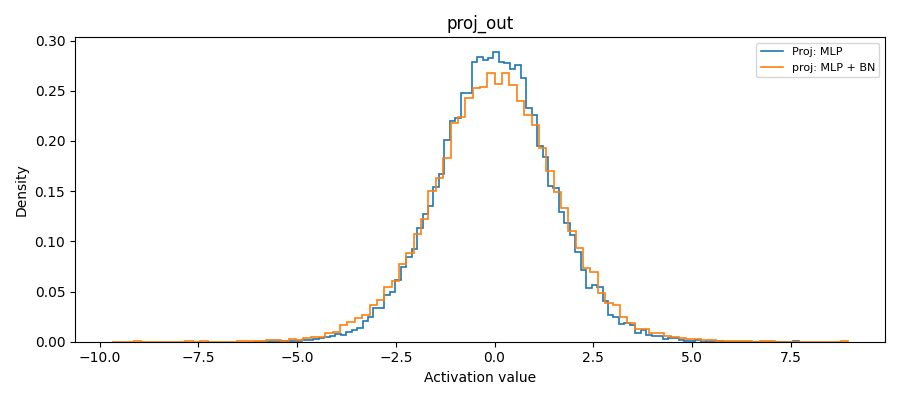 proj_out
Proj: MLP
proj: MLP + BN
Density
0.30
0.25
0.20
0.15
0.10
0.05
0.00
−10.0 −7.5 −5.0 −2.5 0.0 2.5 5.0 7.5
Activation value